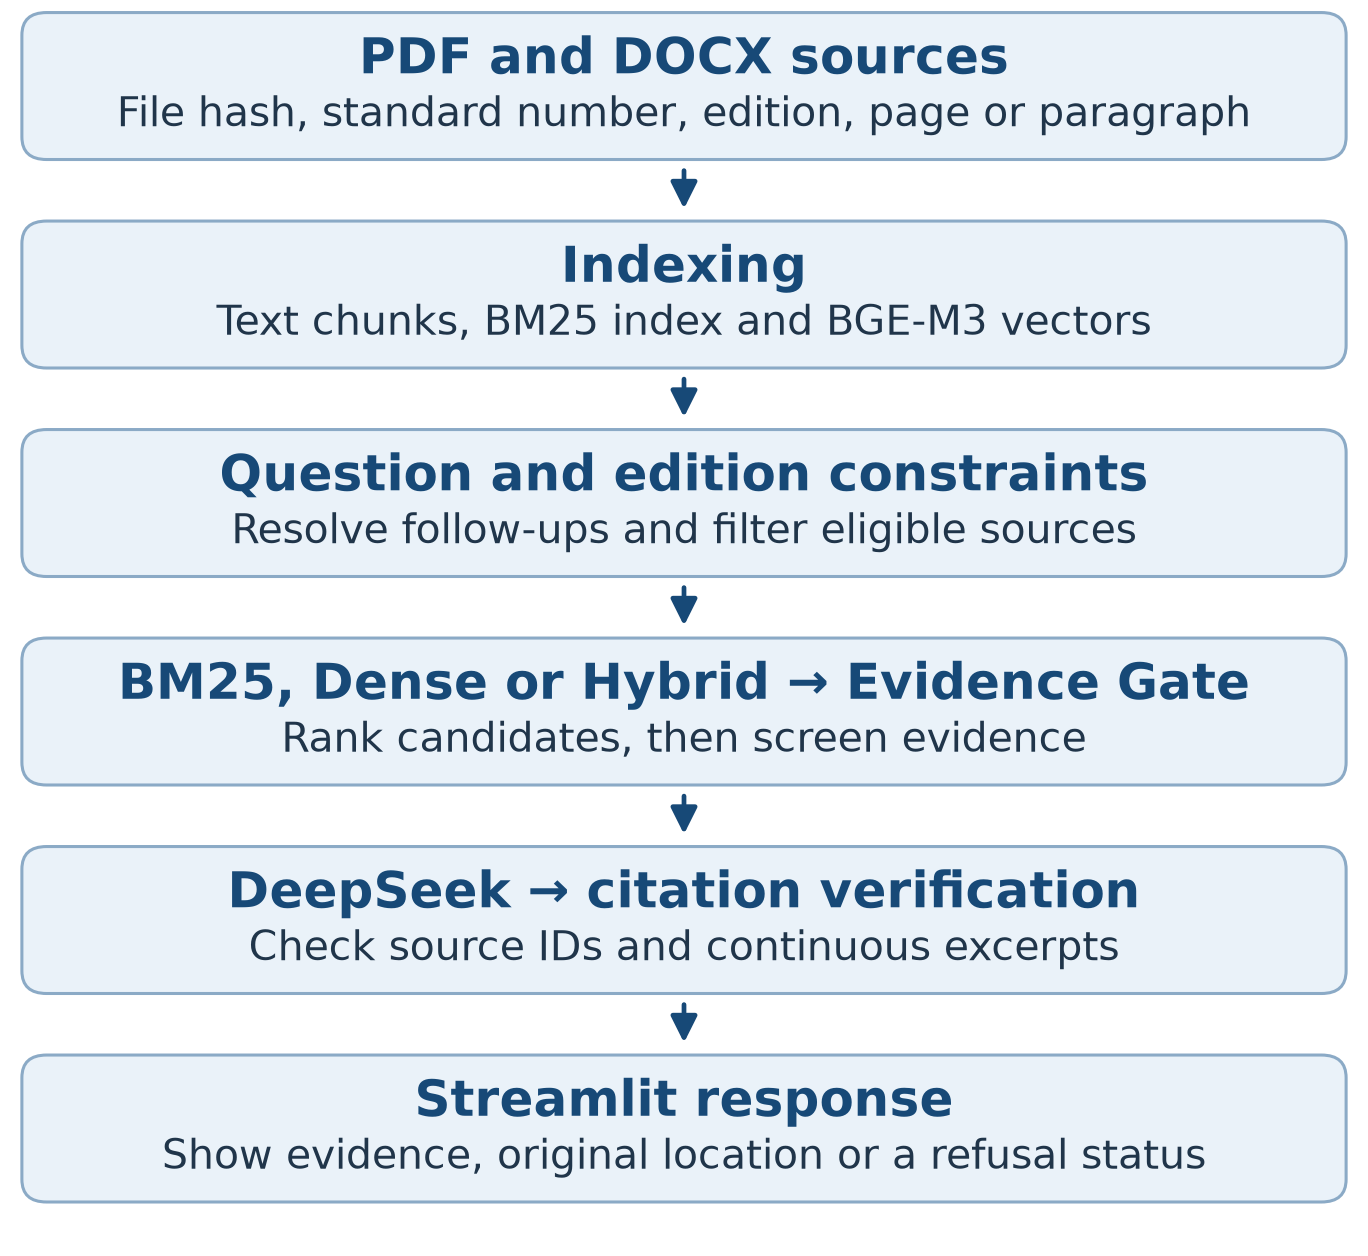 PDF and DOCX sources
File hash, standard number, edition, page or paragraph
Indexing
Text chunks, BM25 index and BGE-M3 vectors
Question and edition constraints
Resolve follow-ups and filter eligible sources
BM25, Dense or Hybrid → Evidence Gate
Rank candidates, then screen evidence
DeepSeek → citation verification
Check source IDs and continuous excerpts
Streamlit response
Show evidence, original location or a refusal status